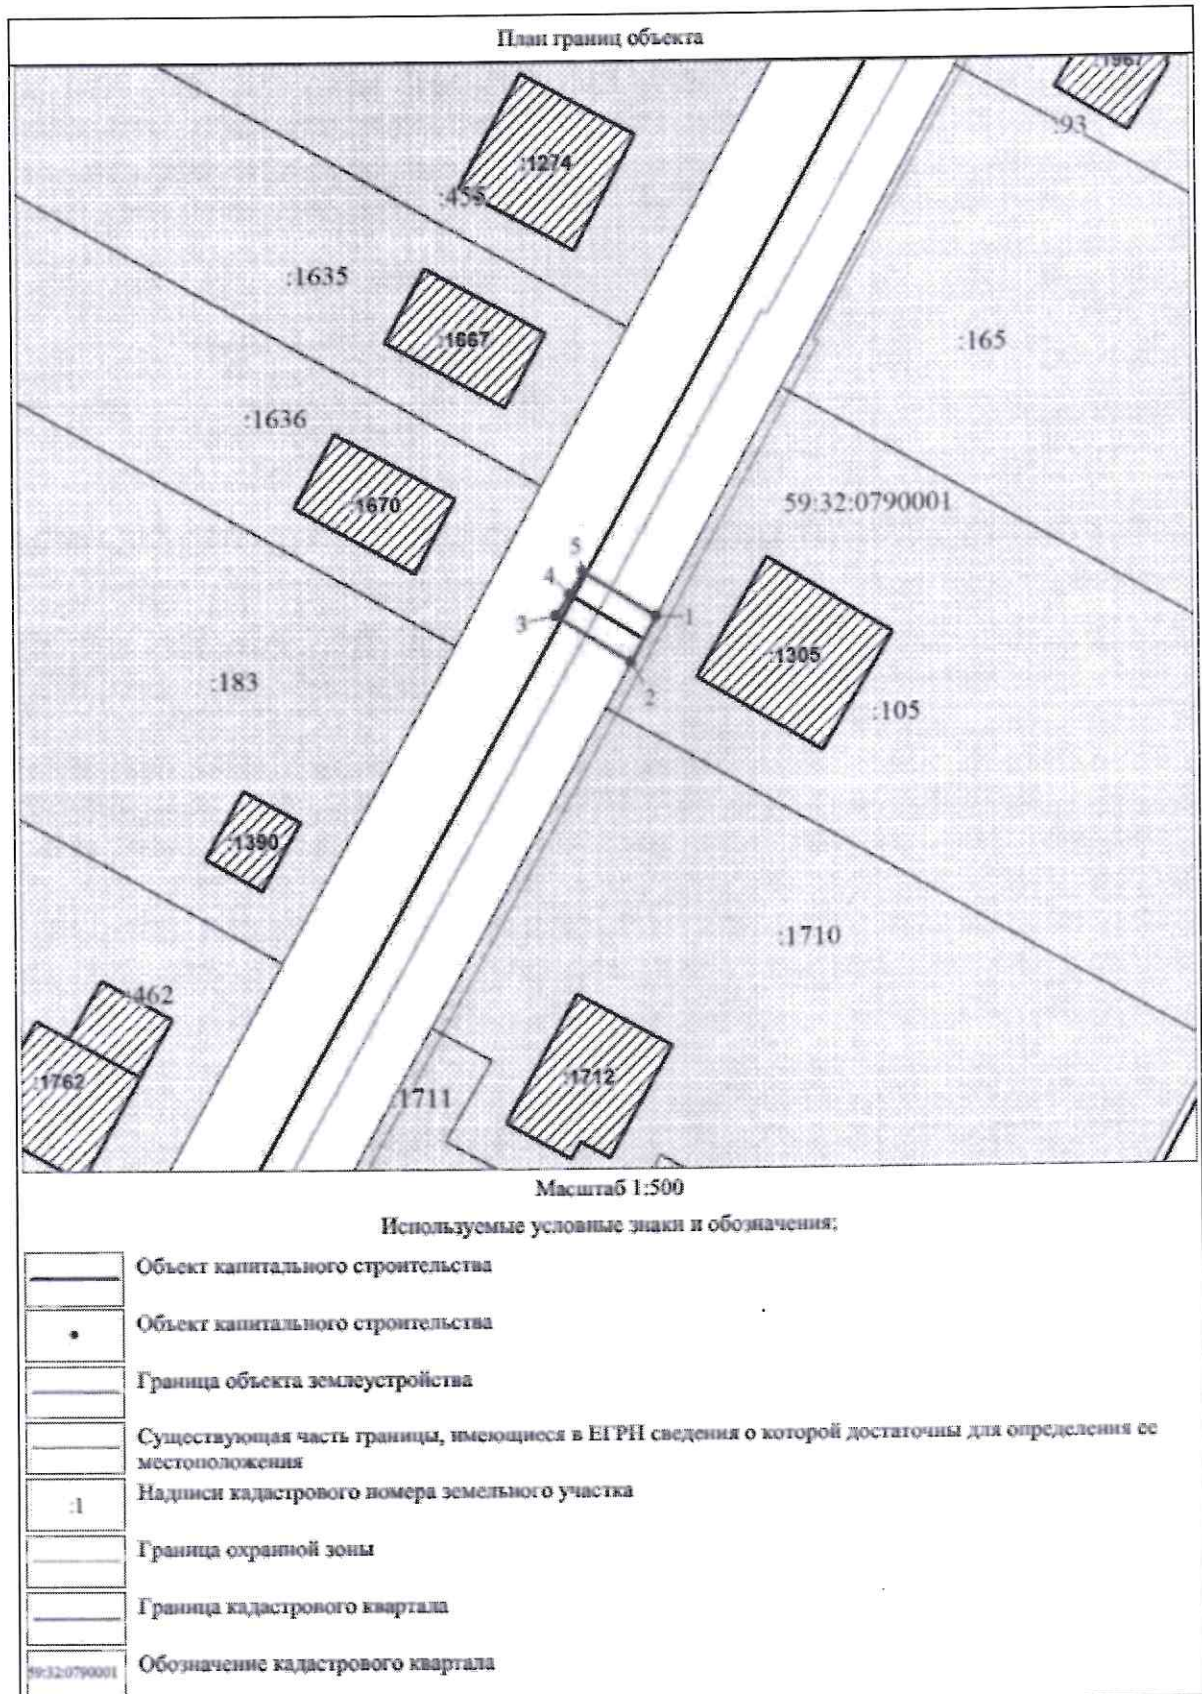 План границ объекта
:1967
:93
:1274
:455
:1635
:1667
:165
:1636
59:32:0790001
:1670
5
4
3
1
:1305
2
:183
:105
:1390
:1710
:462
:1762
:1712
:1711
Масштаб 1:500
Используемые условные знаки и обозначения:
Объект капитального строительства
Объект капитального строительства
Граница объекта землеустройства
Существующая часть границы, имеющиеся в ЕГРН сведения о которой достаточны для определения ее
местоположения
:1
Надписи кадастрового номера земельного участка
Граница охранной зоны
Граница кадастрового квартала
59:32:0790001
Обозначение кадастрового квартала